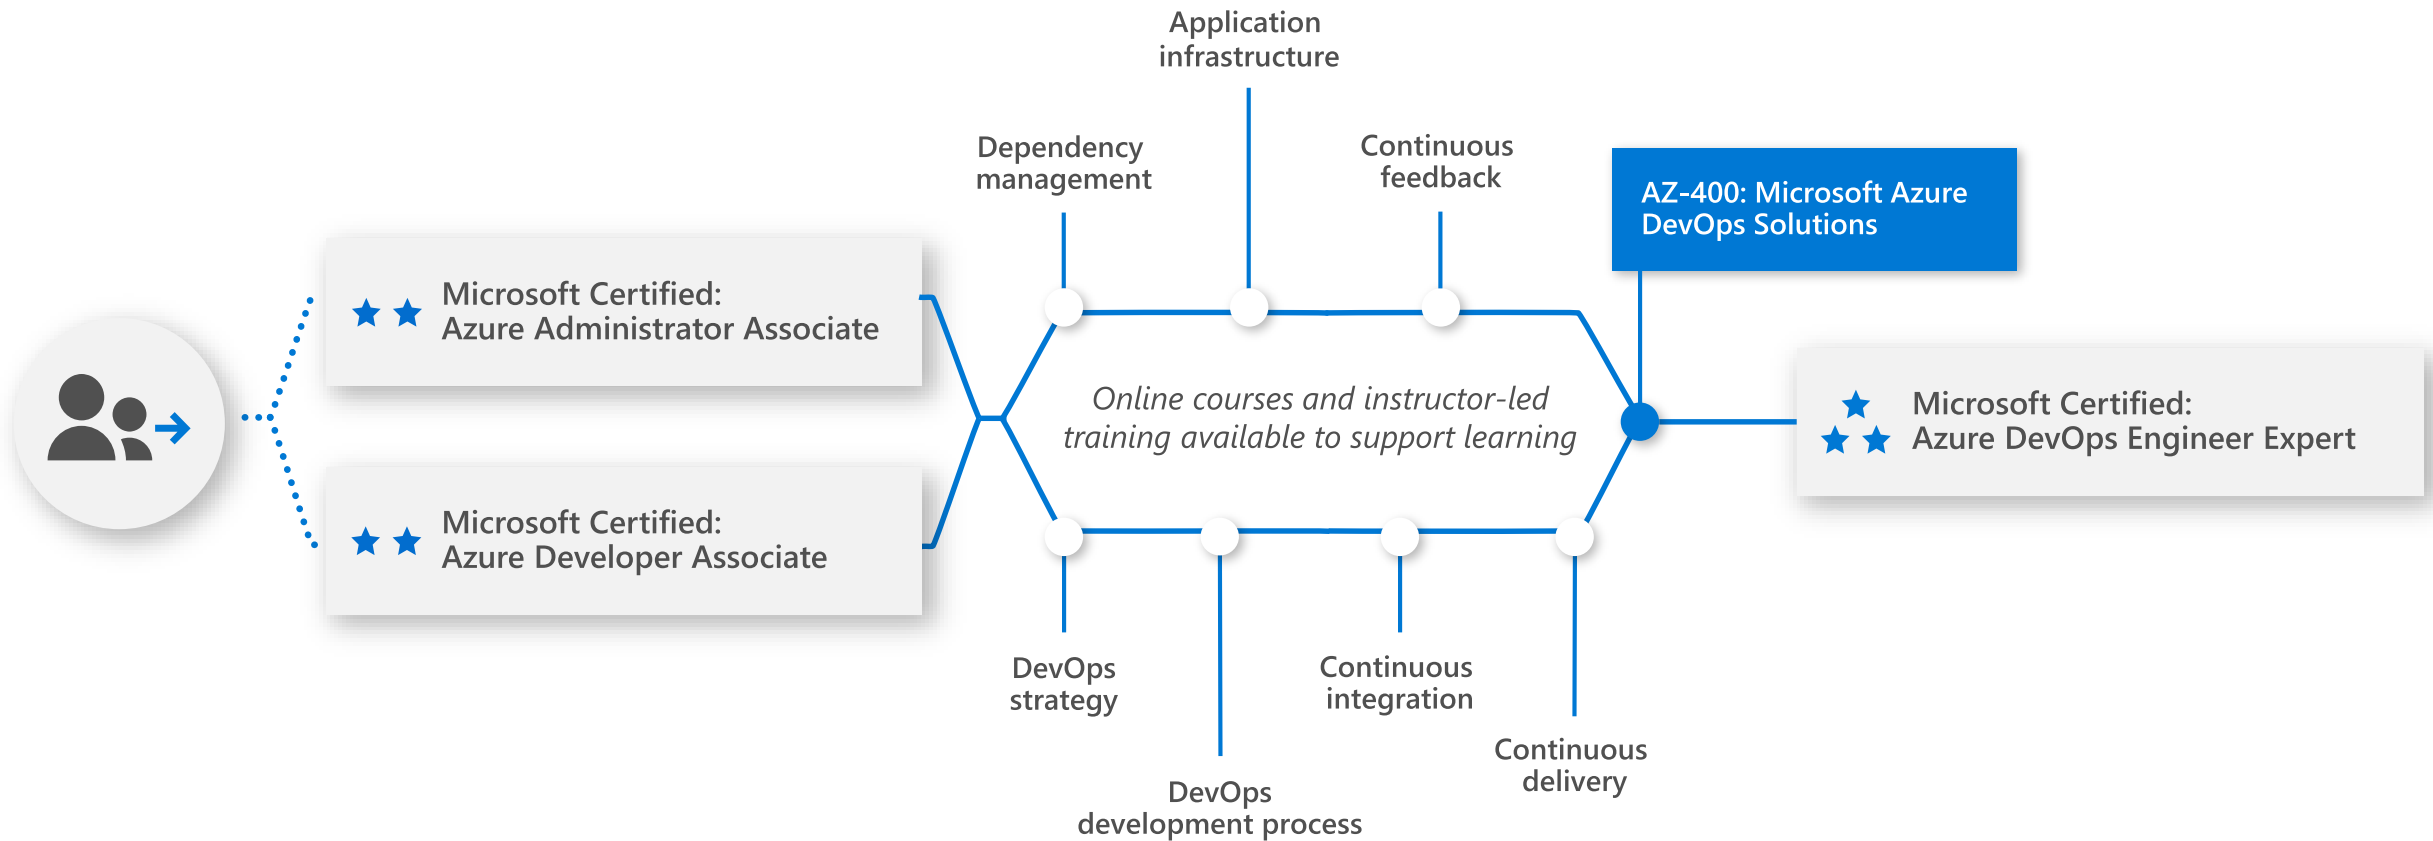 Application
infrastructure
Dependency
management
Continuous
feedback
AZ-400: Microsoft Azure
DevOps Solutions
Microsoft Certified:
Azure Administrator Associate
Online courses and instructor-led
training available to support learning
Microsoft Certified:
Azure DevOps Engineer Expert
Microsoft Certified:
Azure Developer Associate
DevOps
strategy
Continuous
integration
Continuous
delivery
DevOps
development process